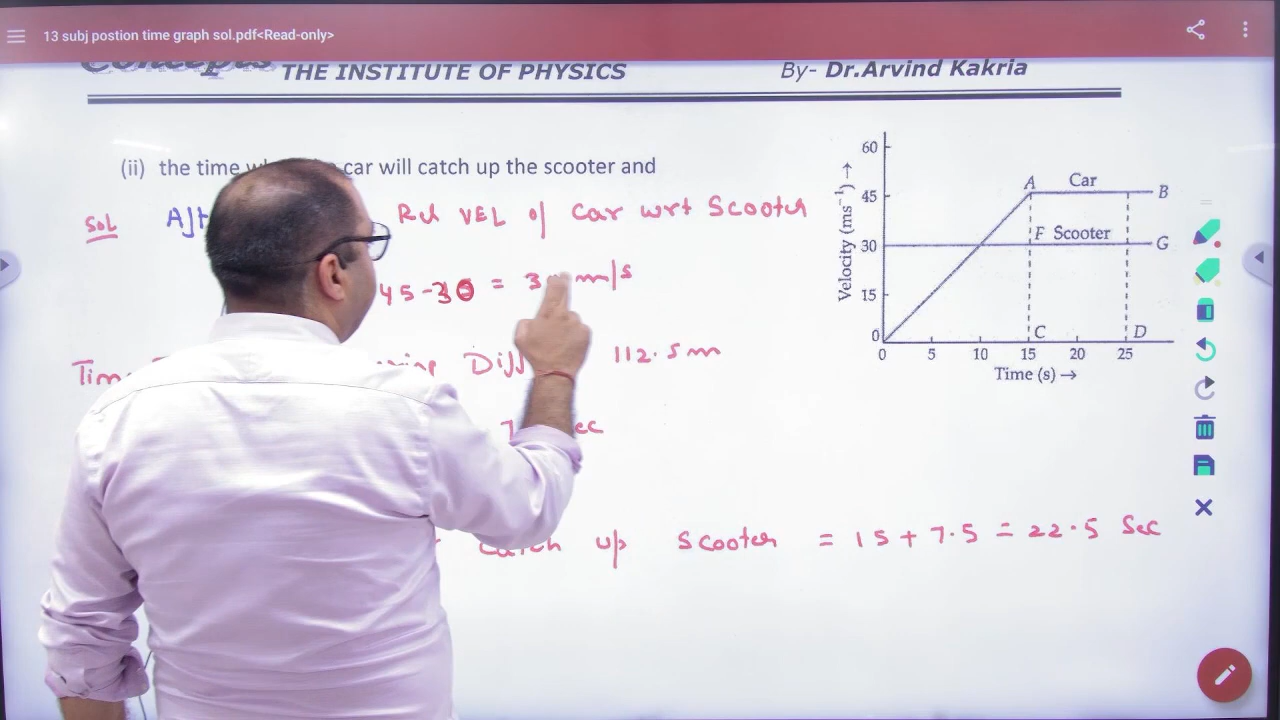 13 subj postion time graph sol.pdf<Read-only>
Concepts THE INSTITUTE OF PHYSICS By- Dr.Arvind Kakria
(ii) the time car will catch up the scooter and
Sol Rel VEL of Car wrt Scooter
45-30 = m/s
112.5m
Catch up Scooter = 15 + 7.5 = 22.5 Sec
60
45
30
15
0
Velocity (ms⁻¹) →
A Car B
F Scooter G
C D
0 5 10 15 20 25
Time (s) →